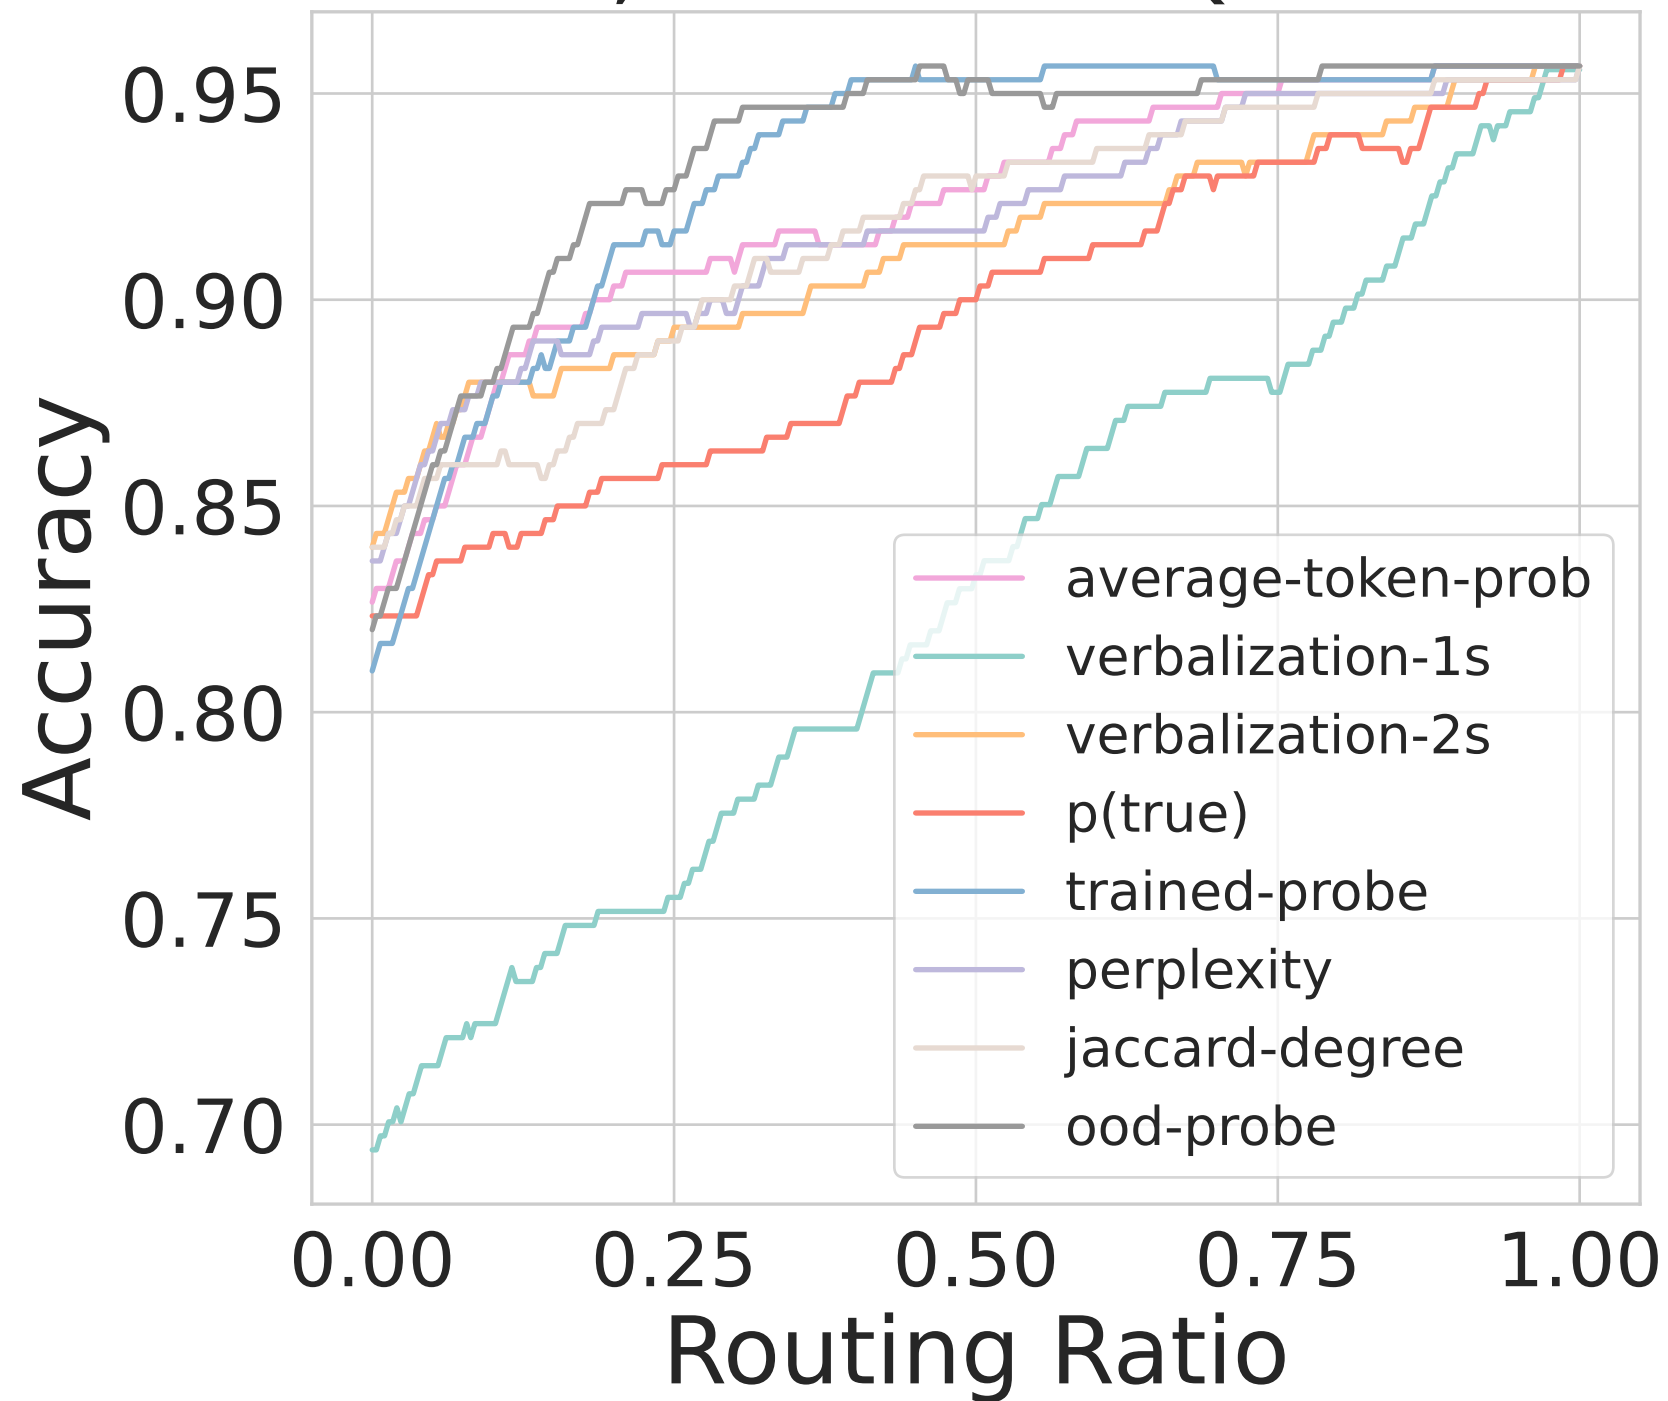 Accuracy
0.95
0.90
0.85
0.80
0.75
0.70
average-token-prob
verbalization-1s
verbalization-2s
p(true)
trained-probe
perplexity
jaccard-degree
ood-probe
0.00 0.25 0.50 0.75 1.00
Routing Ratio